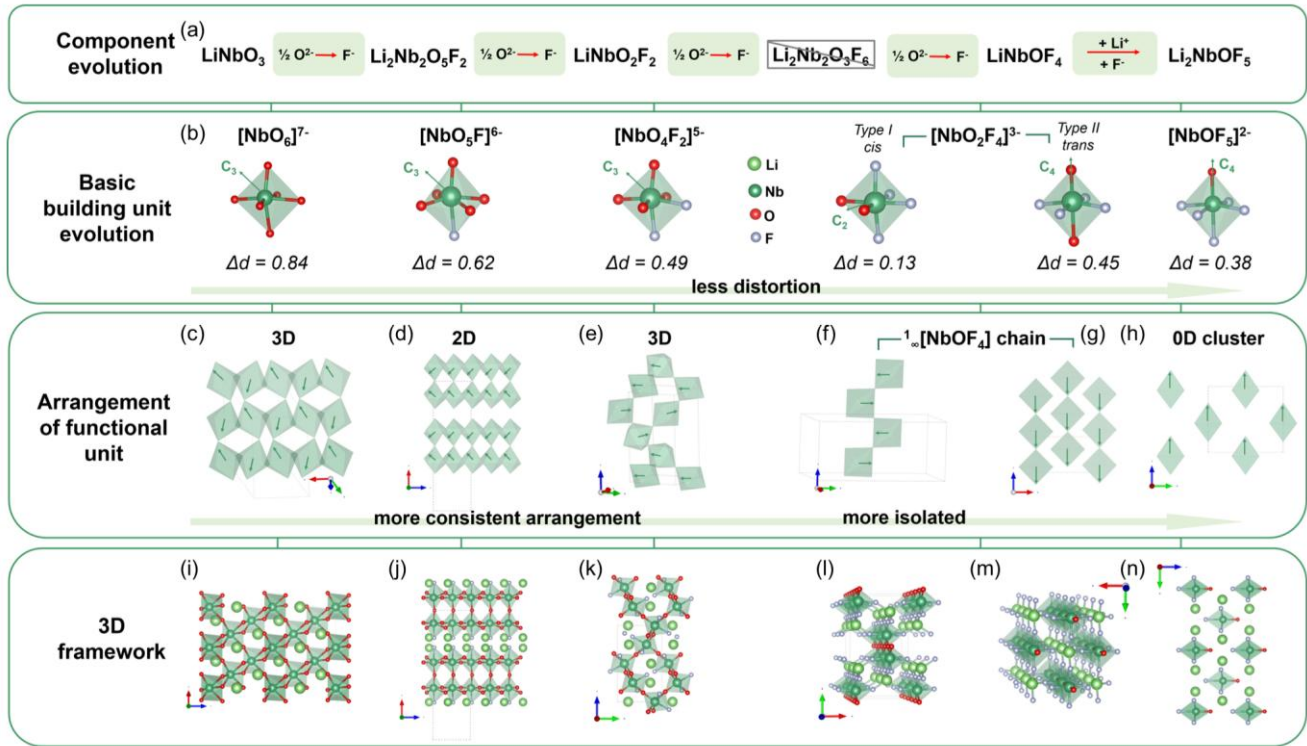 Component evolution
(a)
LiNbO₃ ½ O²⁻ → F⁻ Li₂Nb₂O₅F₂ ½ O²⁻ → F⁻ LiNbO₂F₂ ½ O²⁻ → F⁻ Li₂Nb₂O₃F₆ ½ O²⁻ → F⁻ LiNbOF₄ + Li⁺ + F⁻ Li₂NbOF₅
Basic building unit evolution
(b)
[NbO₆]⁷⁻ [NbO₅F]⁶⁻ [NbO₄F₂]⁵⁻ Type I cis [NbO₂F₄]³⁻ Type II trans [NbOF₅]²⁻
C₃ C₃ C₃ C₂ C₄ C₄
Li
Nb
O
F
Δd = 0.84 Δd = 0.62 Δd = 0.49 Δd = 0.13 Δd = 0.45 Δd = 0.38
less distortion
Arrangement of functional unit
(c) 3D (d) 2D (e) 3D (f) ¹∞[NbOF₄] chain (g) (h) 0D cluster
more consistent arrangement more isolated
3D framework
(i) (j) (k) (l) (m) (n)